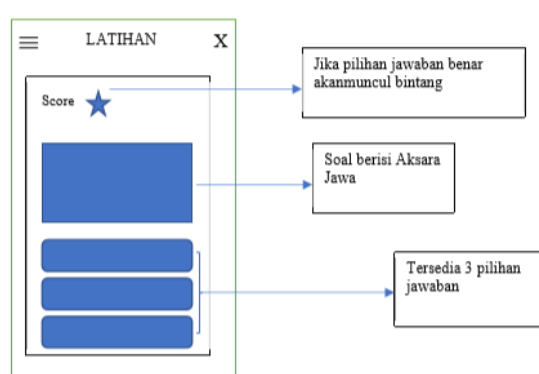 LATIHAN X
Score
Jika pilihan jawaban benar
akanmuncul bintang
Soal berisi Aksara
Jawa
Tersedia 3 pilihan
jawaban